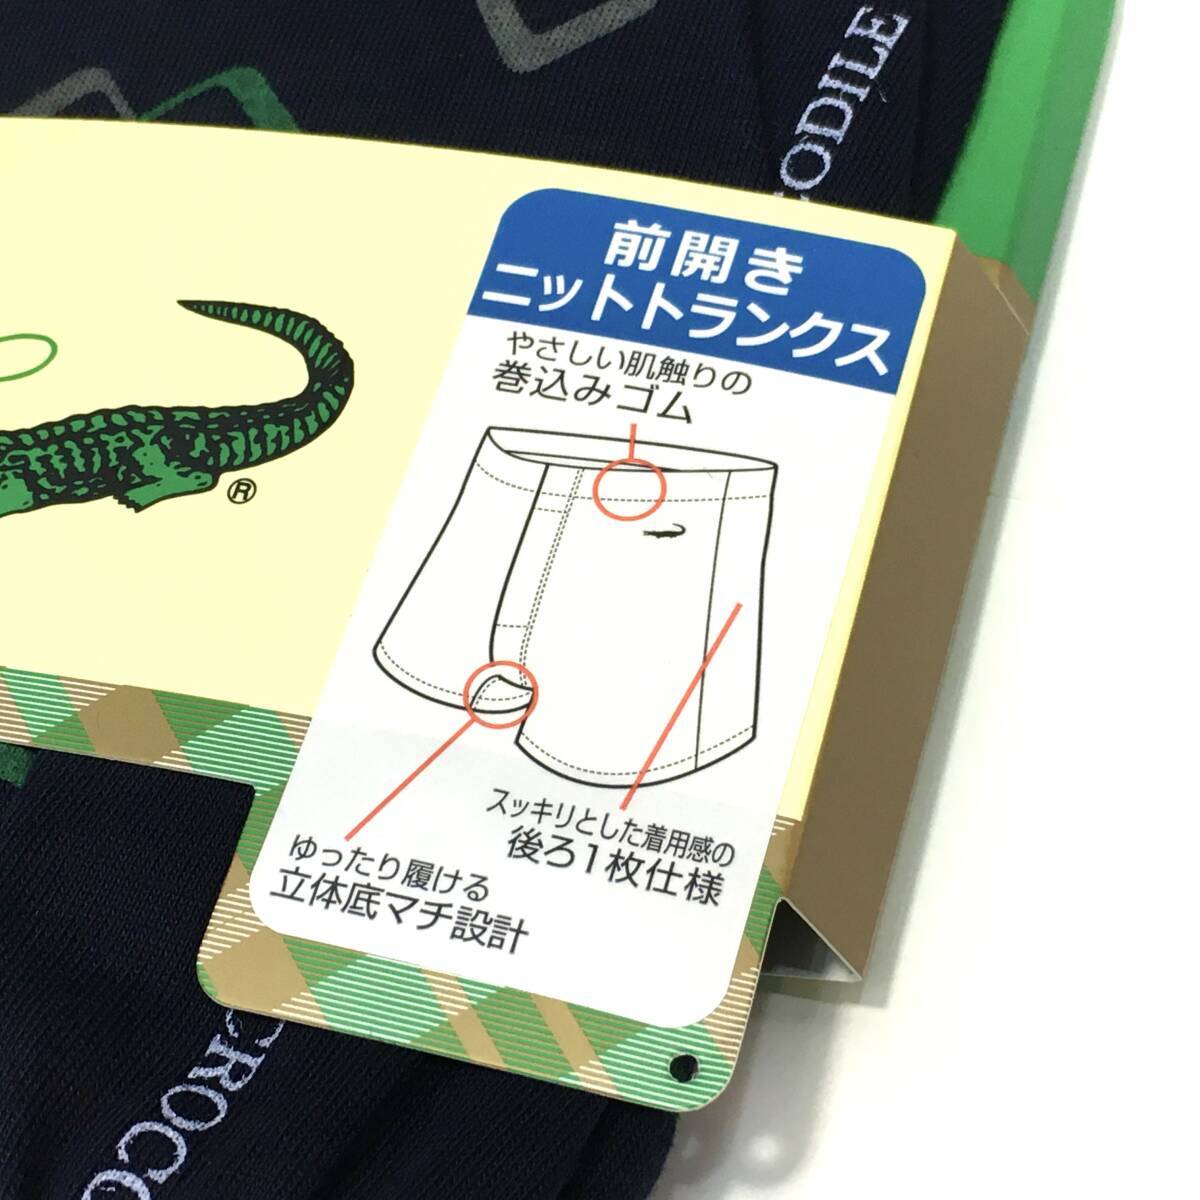 ODILE
前開き
ニットトランクス
やさしい肌触りの
巻込みゴム
®
スッキリとした着用感の
後ろ1枚仕様
ゆったり履ける
立体底マチ設計
CROCO